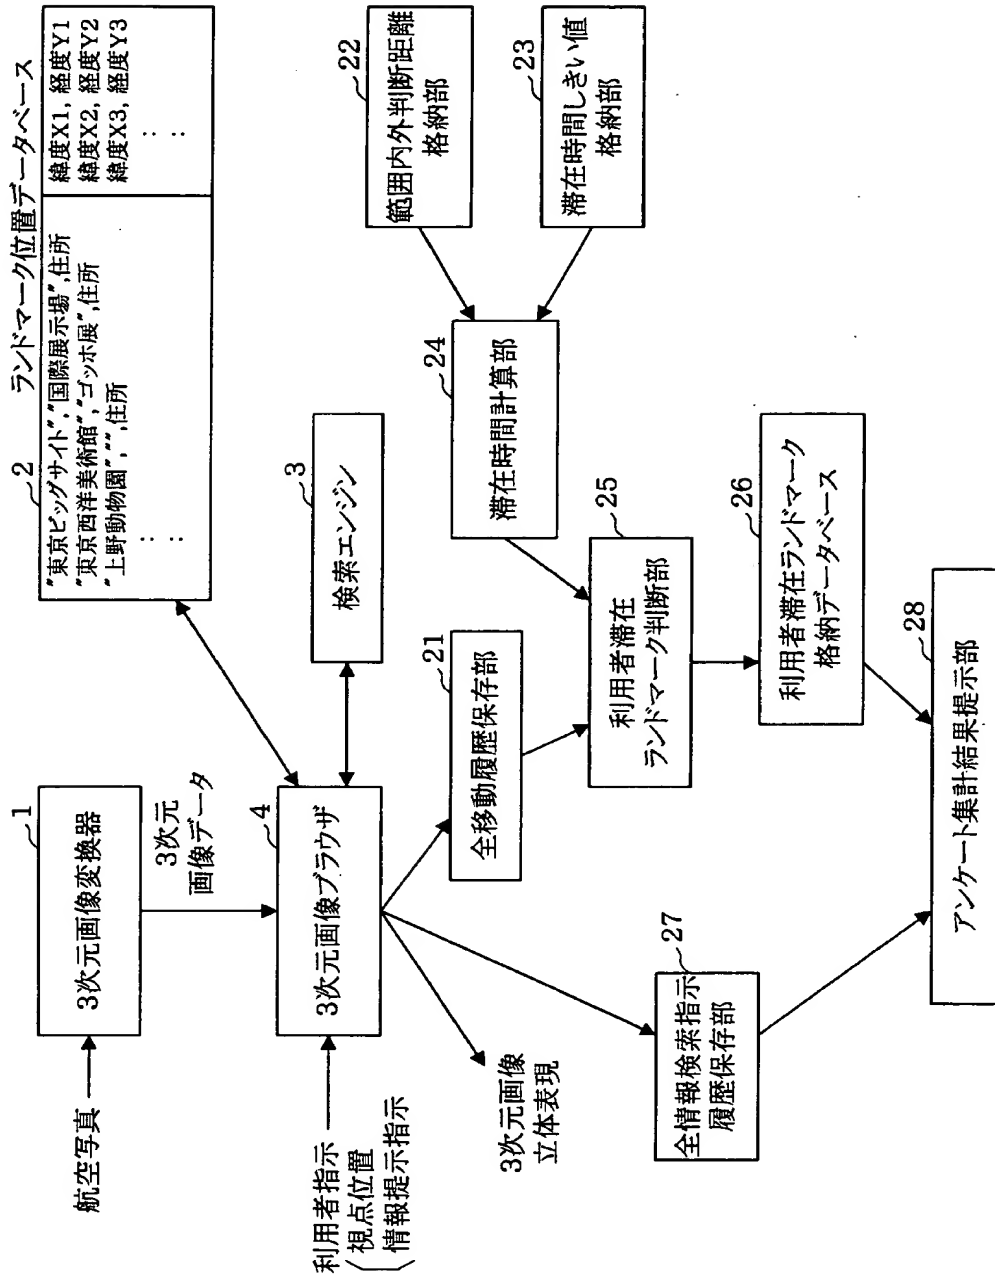 航空写真
1
3次元画像変換器
3次元
画像データ
2
ランドマーク位置データベース
"東京ビッグサイト","国際展示場",住所
緯度X1, 経度Y1
"東京西洋美術館","ゴッホ展",住所
緯度X2, 経度Y2
"上野動物園","",住所
緯度X3, 経度Y3
:
:
:
:
利用者指示
視点位置
情報提示指示
4
3次元画像ブラウザ
3
検索エンジン
3次元画像
立体表現
21
全移動履歴保存部
24
滞在時間計算部
22
範囲内外判断距離
格納部
23
滞在時間しきい値
格納部
25
利用者滞在
ランドマーク判断部
27
全情報検索指示
履歴保存部
26
利用者滞在ランドマーク
格納データベース
28
アンケート集計結果提示部